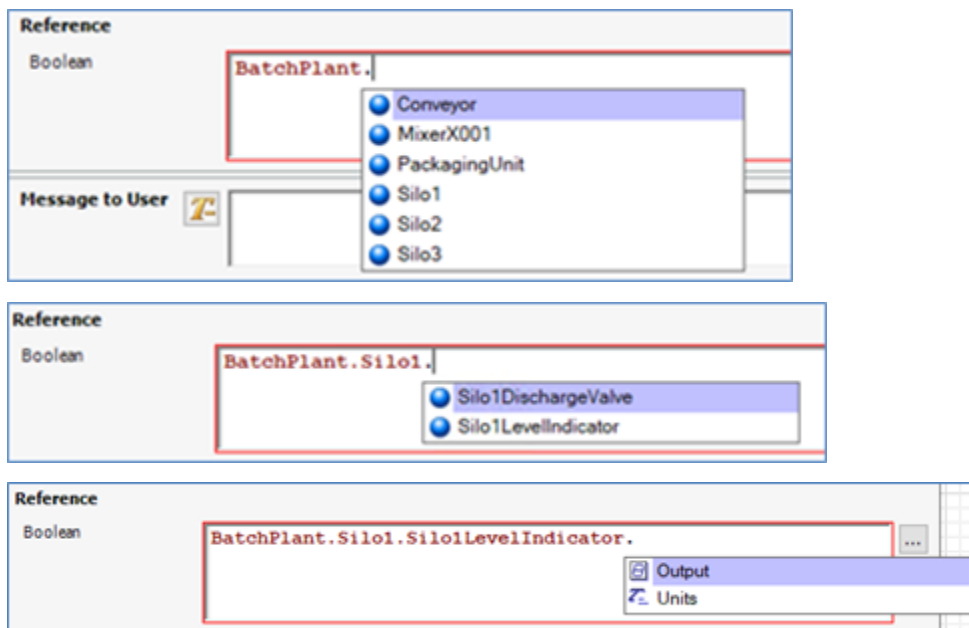 Reference
Boolean
BatchPlant.
Conveyor
MixerX001
PackagingUnit
Message to User
Silo1
Silo2
Silo3
Reference
Boolean
BatchPlant.Silo1.
Silo1DischargeValve
Silo1LevelIndicator
Reference
Boolean
BatchPlant.Silo1.Silo1LevelIndicator.
...
Output
Units